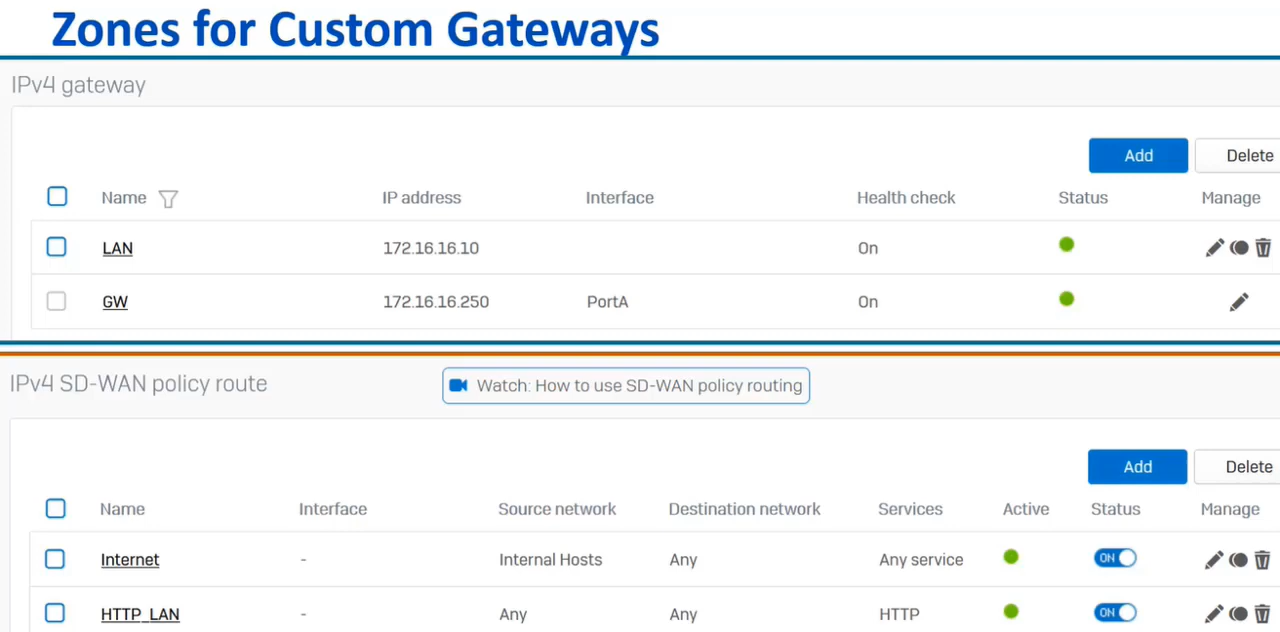 Zones for Custom Gateways
IPv4 gateway
Add Delete
Name IP address Interface Health check Status Manage
LAN 172.16.16.10 On
GW 172.16.16.250 PortA On
IPv4 SD-WAN policy route Watch: How to use SD-WAN policy routing
Add Delete
Name Interface Source network Destination network Services Active Status Manage
Internet - Internal Hosts Any Any service ON
HTTP_LAN - Any Any HTTP ON